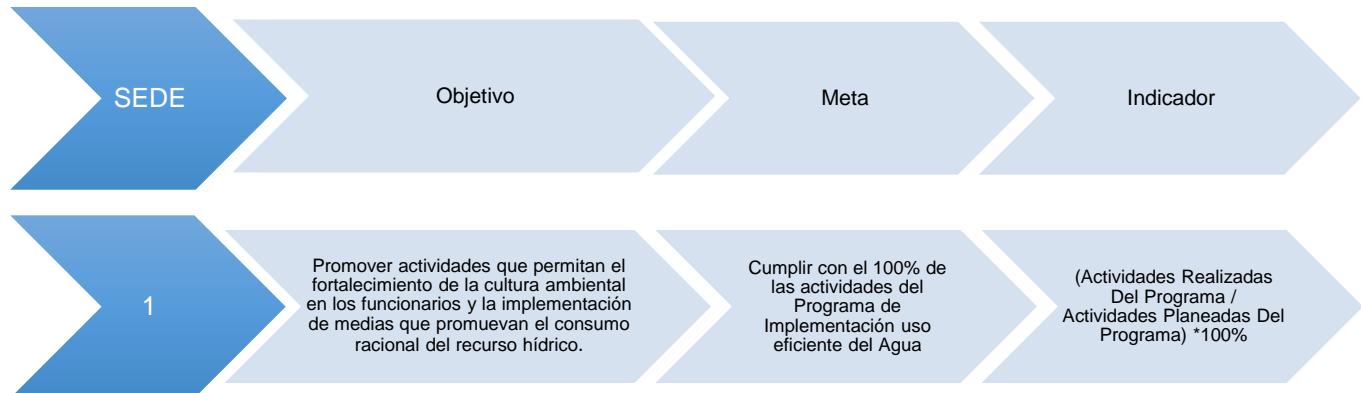 SEDE
Objetivo
Meta
Indicador
1
Promover actividades que permitan el
fortalecimiento de la cultura ambiental
en los funcionarios y la implementación
de medias que promuevan el consumo
racional del recurso hídrico.
Cumplir con el 100% de
las actividades del
Programa de
Implementación uso
eficiente del Agua
(Actividades Realizadas
Del Programa /
Actividades Planeadas Del
Programa) *100%